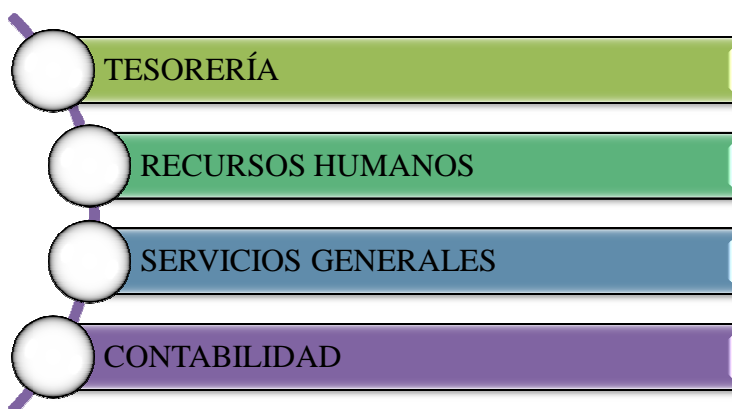 TESORERÍA
RECURSOS HUMANOS
SERVICIOS GENERALES
CONTABILIDAD